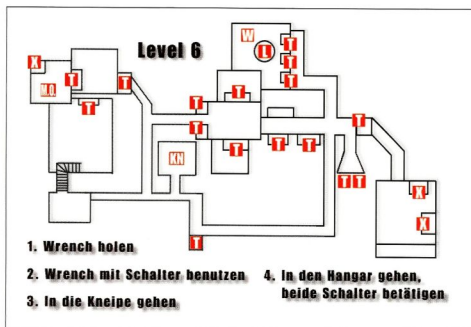 Level 6
W
T
L
X
T
T
T
T
T
T
T
T
T
T
T
T
KN
T T
X
X
T
1. Wrench holen
2. Wrench mit Schalter benutzen
3. In die Kneipe gehen
4. In den Hangar gehen,
beide Schalter betätigen